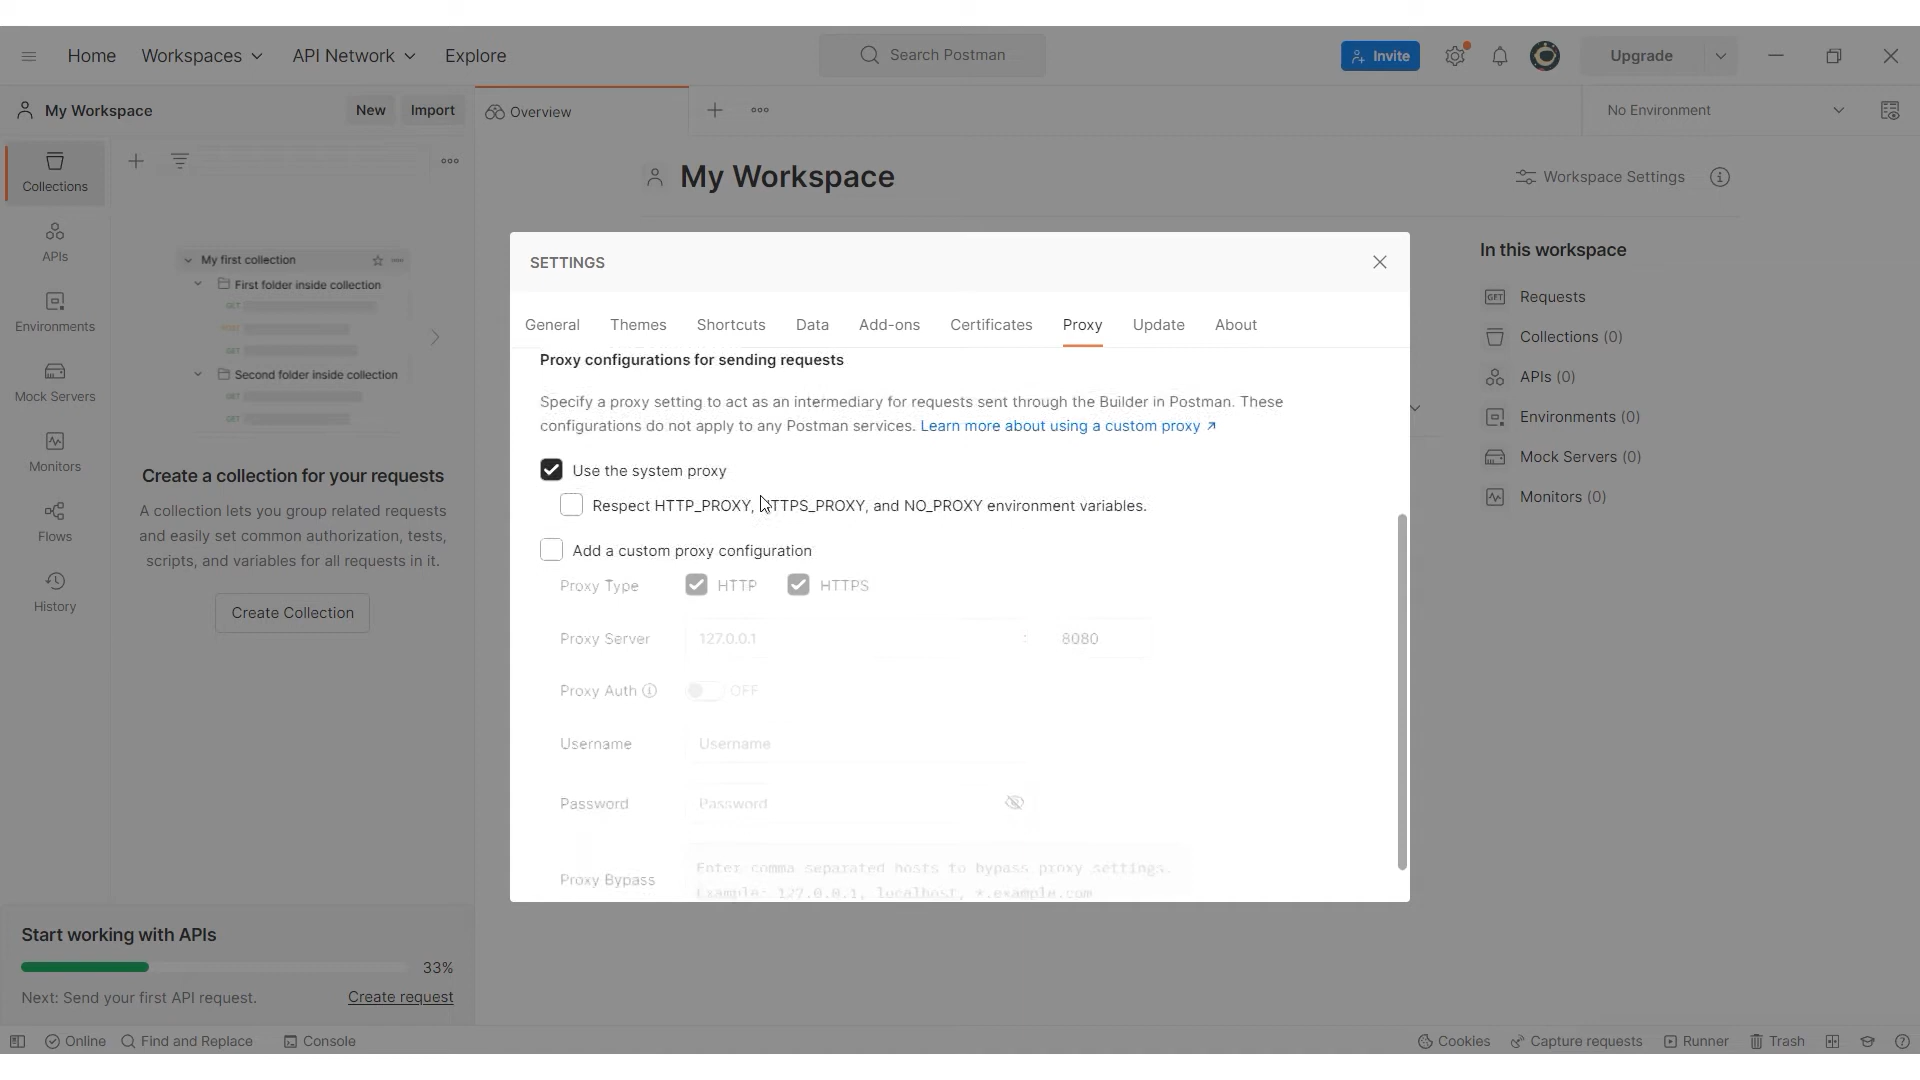 Home Workspaces API Network Explore Search Postman Invite Upgrade
My Workspace New Import Overview No Environment
Collections
APIs
Environments
Mock Servers
Monitors
Flows
History
My first collection
First folder inside collection
GET
POST
GET
Second folder inside collection
GET
GET
Create a collection for your requests
A collection lets you group related requests
and easily set common authorization, tests,
scripts, and variables for all requests in it.
Create Collection
Start working with APIs
33%
Next: Send your first API request. Create request
My Workspace
Workspace Settings
In this workspace
GET Requests
Collections (0)
APIs (0)
Environments (0)
Mock Servers (0)
Monitors (0)
SETTINGS
General Themes Shortcuts Data Add-ons Certificates Proxy Update About
Proxy configurations for sending requests
Specify a proxy setting to act as an intermediary for requests sent through the Builder in Postman. These
configurations do not apply to any Postman services. Learn more about using a custom proxy ↗
Use the system proxy
Respect HTTP_PROXY, HTTPS_PROXY, and NO_PROXY environment variables.
Add a custom proxy configuration
Proxy Type HTTP HTTPS
Proxy Server 127.0.0.1 : 8080
Proxy Auth OFF
Username Username
Password Password
Proxy Bypass Enter comma separated hosts to bypass proxy settings.
Example: 127.0.0.1, localhost, *.example.com
Online Find and Replace Console Cookies Capture requests Runner Trash